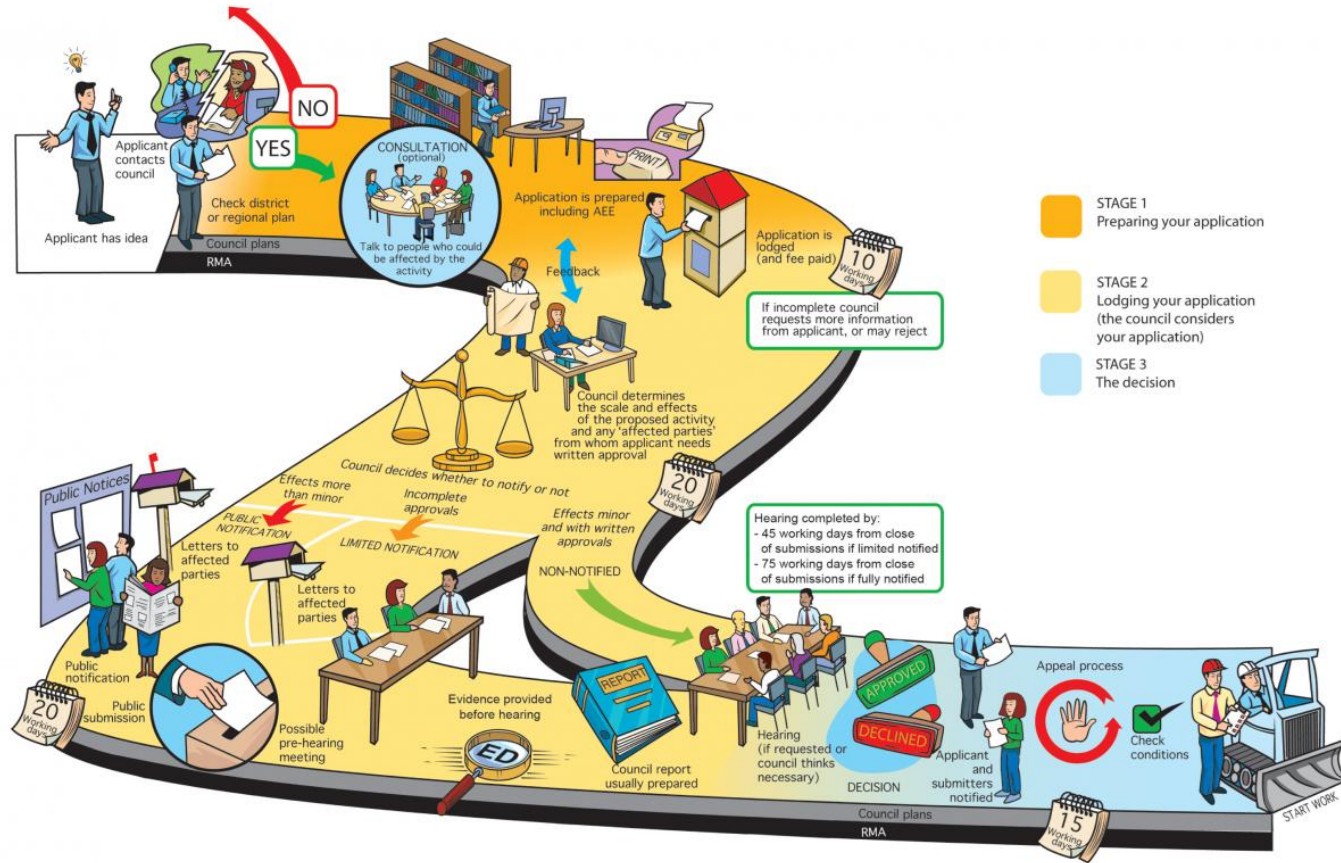 NO
YES
Applicant
contacts
council
Applicant has idea
Check district
or regional plan
Council plans
RMA
CONSULTATION
(optional)
Talk to people who could
be affected by the
activity
Application is prepared
including AEE
PRINT
Feedback
Application is
lodged
(and fee paid)
10
Working
days
If incomplete council
requests more information
from applicant, or may reject
STAGE 1
Preparing your application
STAGE 2
Lodging your application
(the council considers
your application)
STAGE 3
The decision
Council determines
the scale and effects
of the proposed activity
and any ‘affected parties’
from whom applicant needs
written approval
20
Working
days
Council decides whether to notify or not
Effects more
than minor
PUBLIC
NOTIFICATION
Incomplete
approvals
LIMITED NOTIFICATION
Effects minor
and with written
approvals
NON-NOTIFIED
Public Notices
Letters to
affected
parties
Letters to
affected
parties
Hearing completed by:
- 45 working days from close
of submissions if limited notified
- 75 working days from close
of submissions if fully notified
Public
notification
20
Working
days
Public
submission
Possible
pre-hearing
meeting
Evidence provided
before hearing
ED
REPORT
Council report
usually prepared
Hearing
(if requested or
council thinks
necessary)
APPROVED
DECLINED
DECISION
Applicant
and
submitters
notified
Appeal process
Check
conditions
START WORK
15
Working
days
Council plans
RMA